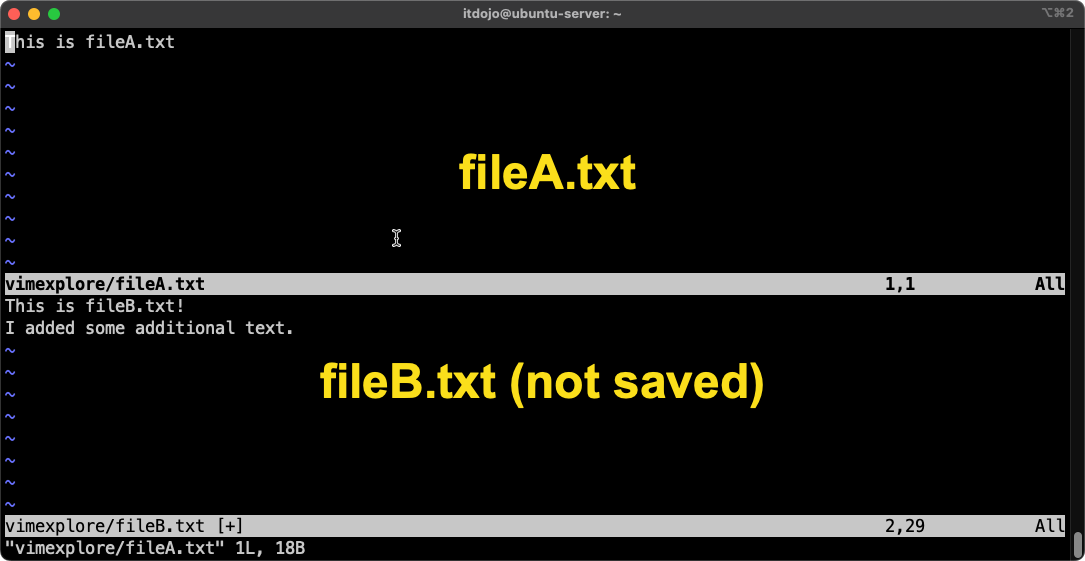 itdojo@ubuntu-server: ~ ⌥⌘2
This is fileA.txt
~
~
~
~
~
~
~
~
~
~
fileA.txt
vimexplore/fileA.txt 1,1 All
This is fileB.txt!
I added some additional text.
~
~
~
~
~
~
~
~
fileB.txt (not saved)
vimexplore/fileB.txt [+] 2,29 All
"vimexplore/fileA.txt" 1L, 18B